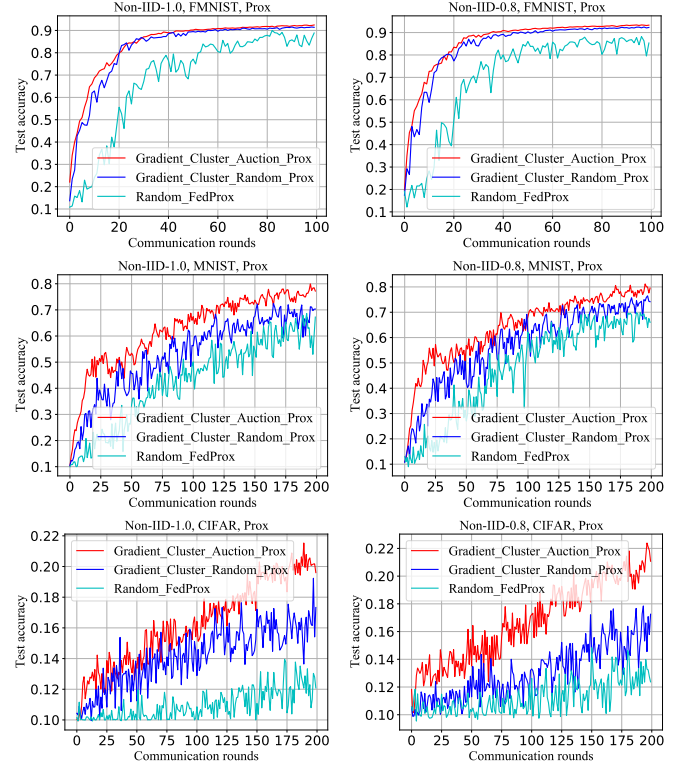 Non-IID-1.0, FMNIST, Prox
Test accuracy
0.9
0.8
0.7
0.6
0.5
0.4
0.3
0.2
0.1
Gradient_Cluster_Auction_Prox
Gradient_Cluster_Random_Prox
Random_FedProx
0 20 40 60 80 100
Communication rounds
Non-IID-0.8, FMNIST, Prox
Test accuracy
0.9
0.8
0.7
0.6
0.5
0.4
0.3
0.2
0.1
Gradient_Cluster_Auction_Prox
Gradient_Cluster_Random_Prox
Random_FedProx
0 20 40 60 80 100
Communication rounds
Non-IID-1.0, MNIST, Prox
Test accuracy
0.8
0.7
0.6
0.5
0.4
0.3
0.2
0.1
Gradient_Cluster_Auction_Prox
Gradient_Cluster_Random_Prox
Random_FedProx
0 25 50 75 100 125 150 175 200
Communication rounds
Non-IID-0.8, MNIST, Prox
Test accuracy
0.8
0.7
0.6
0.5
0.4
0.3
0.2
0.1
Gradient_Cluster_Auction_Prox
Gradient_Cluster_Random_Prox
Random_FedProx
0 25 50 75 100 125 150 175 200
Communication rounds
Non-IID-1.0, CIFAR, Prox
Test accuracy
0.22
0.20
0.18
0.16
0.14
0.12
0.10
Gradient_Cluster_Auction_Prox
Gradient_Cluster_Random_Prox
Random_FedProx
0 25 50 75 100 125 150 175 200
Communication rounds
Non-IID-0.8, CIFAR, Prox
Test accuracy
0.22
0.20
0.18
0.16
0.14
0.12
0.10
Gradient_Cluster_Auction_Prox
Gradient_Cluster_Random_Prox
Random_FedProx
0 25 50 75 100 125 150 175 200
Communication rounds